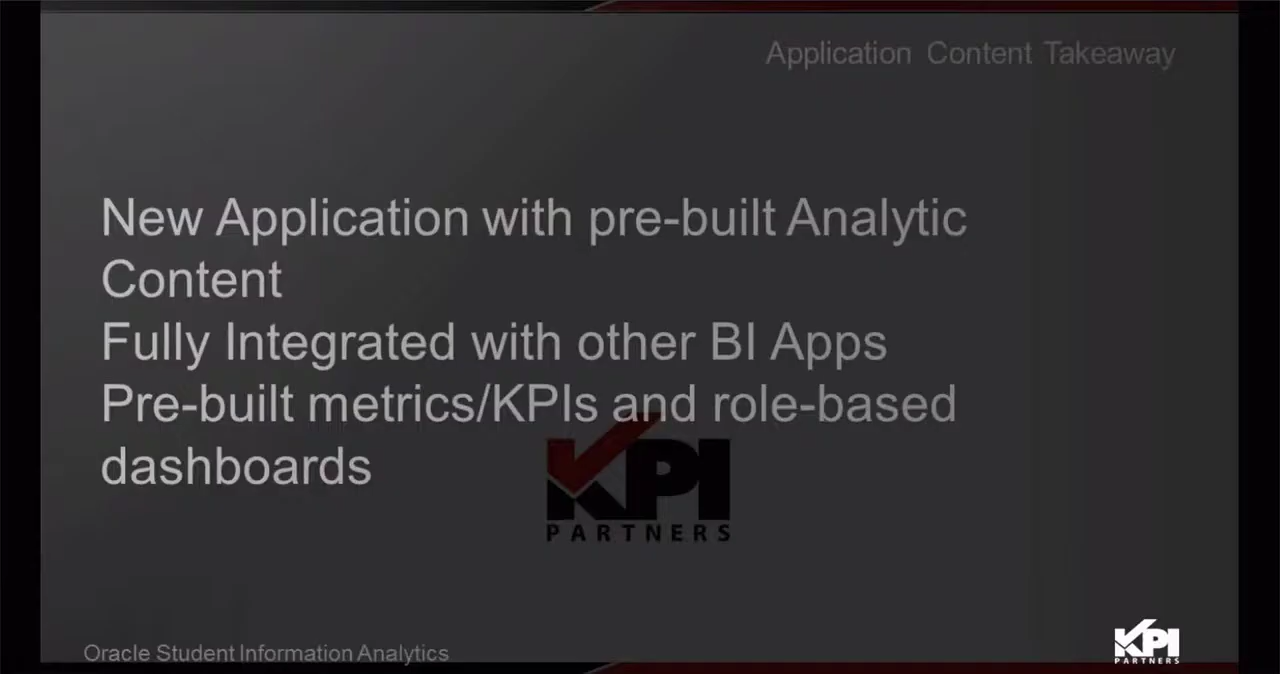 Application Content Takeaway
New Application with pre-built Analytic
Content
Fully Integrated with other BI Apps
Pre-built metrics/KPIs and role-based
dashboards
KPI
PARTNERS
Oracle Student Information Analytics
KPI
PARTNERS